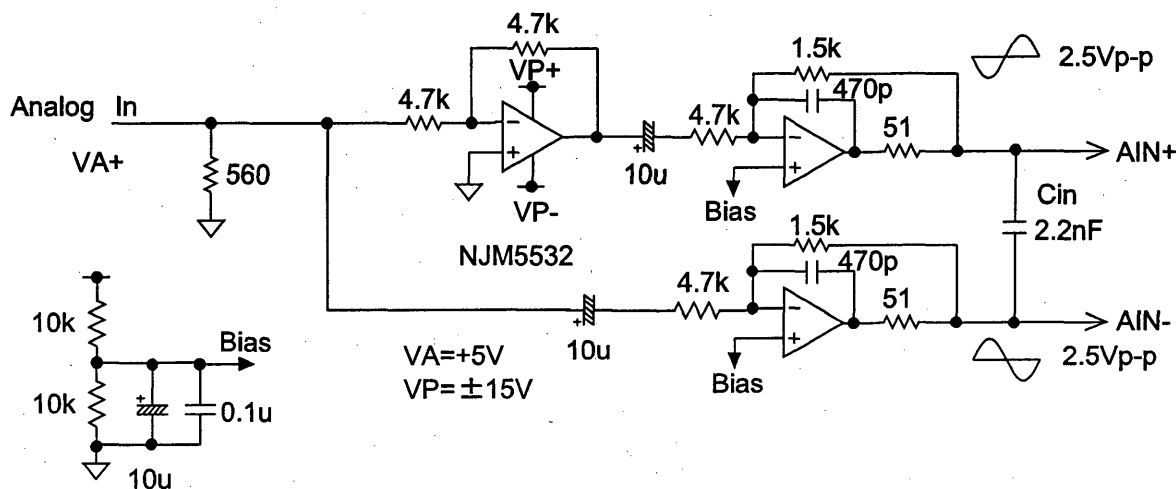 4.7k
VP+
1.5k
2.5Vp-p
470p
Analog In
4.7k
4.7k
51
AIN+
VA+
560
10u
Bias
Cin
2.2nF
VP-
NJM5532
1.5k
470p
4.7k
51
10k
Bias
10u
AIN-
VA=+5V
VP=±15V
Bias
2.5Vp-p
10k
0.1u
10u